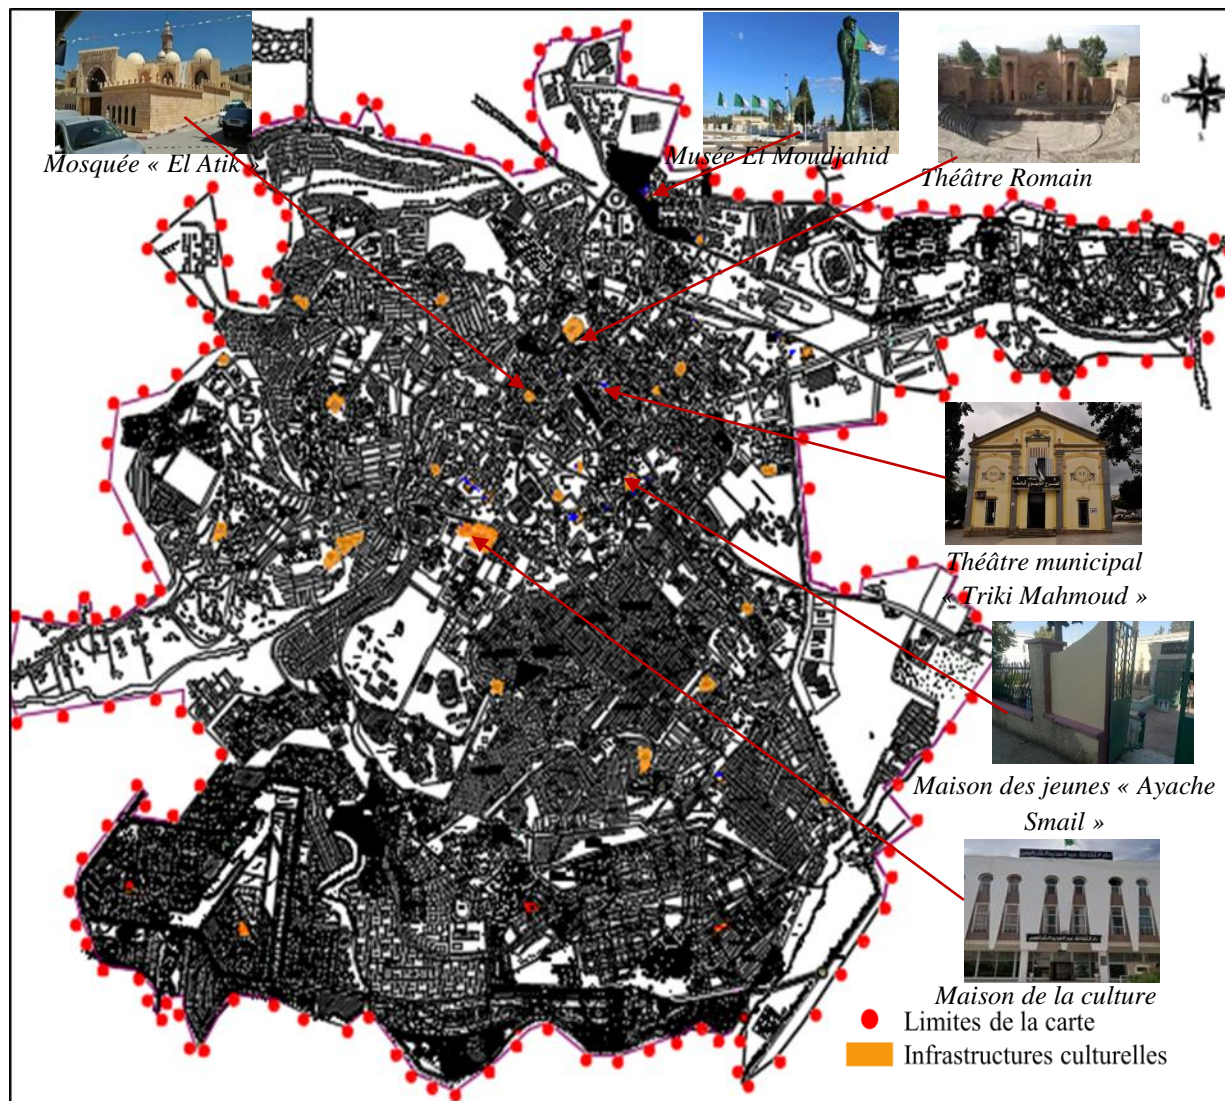 Mosquée « El Atik »
Musée El Moudjahid
Théâtre Romain
Théâtre municipal
« Triki Mahmoud »
Maison des jeunes « Ayache
Smail »
Maison de la culture
Limites de la carte
Infrastructures culturelles